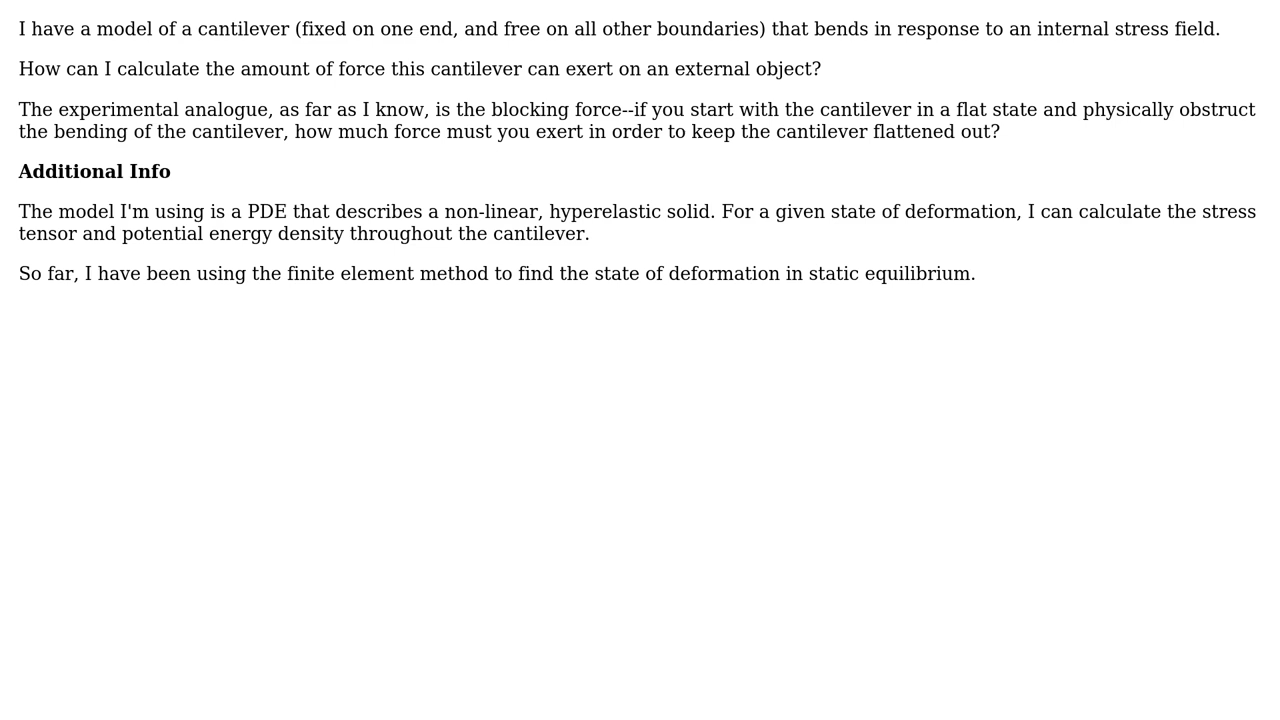 I have a model of a cantilever (fixed on one end, and free on all other boundaries) that bends in response to an internal stress field.
How can I calculate the amount of force this cantilever can exert on an external object?
The experimental analogue, as far as I know, is the blocking force--if you start with the cantilever in a flat state and physically obstruct
the bending of the cantilever, how much force must you exert in order to keep the cantilever flattened out?
Additional Info
The model I'm using is a PDE that describes a non-linear, hyperelastic solid. For a given state of deformation, I can calculate the stress
tensor and potential energy density throughout the cantilever.
So far, I have been using the finite element method to find the state of deformation in static equilibrium.